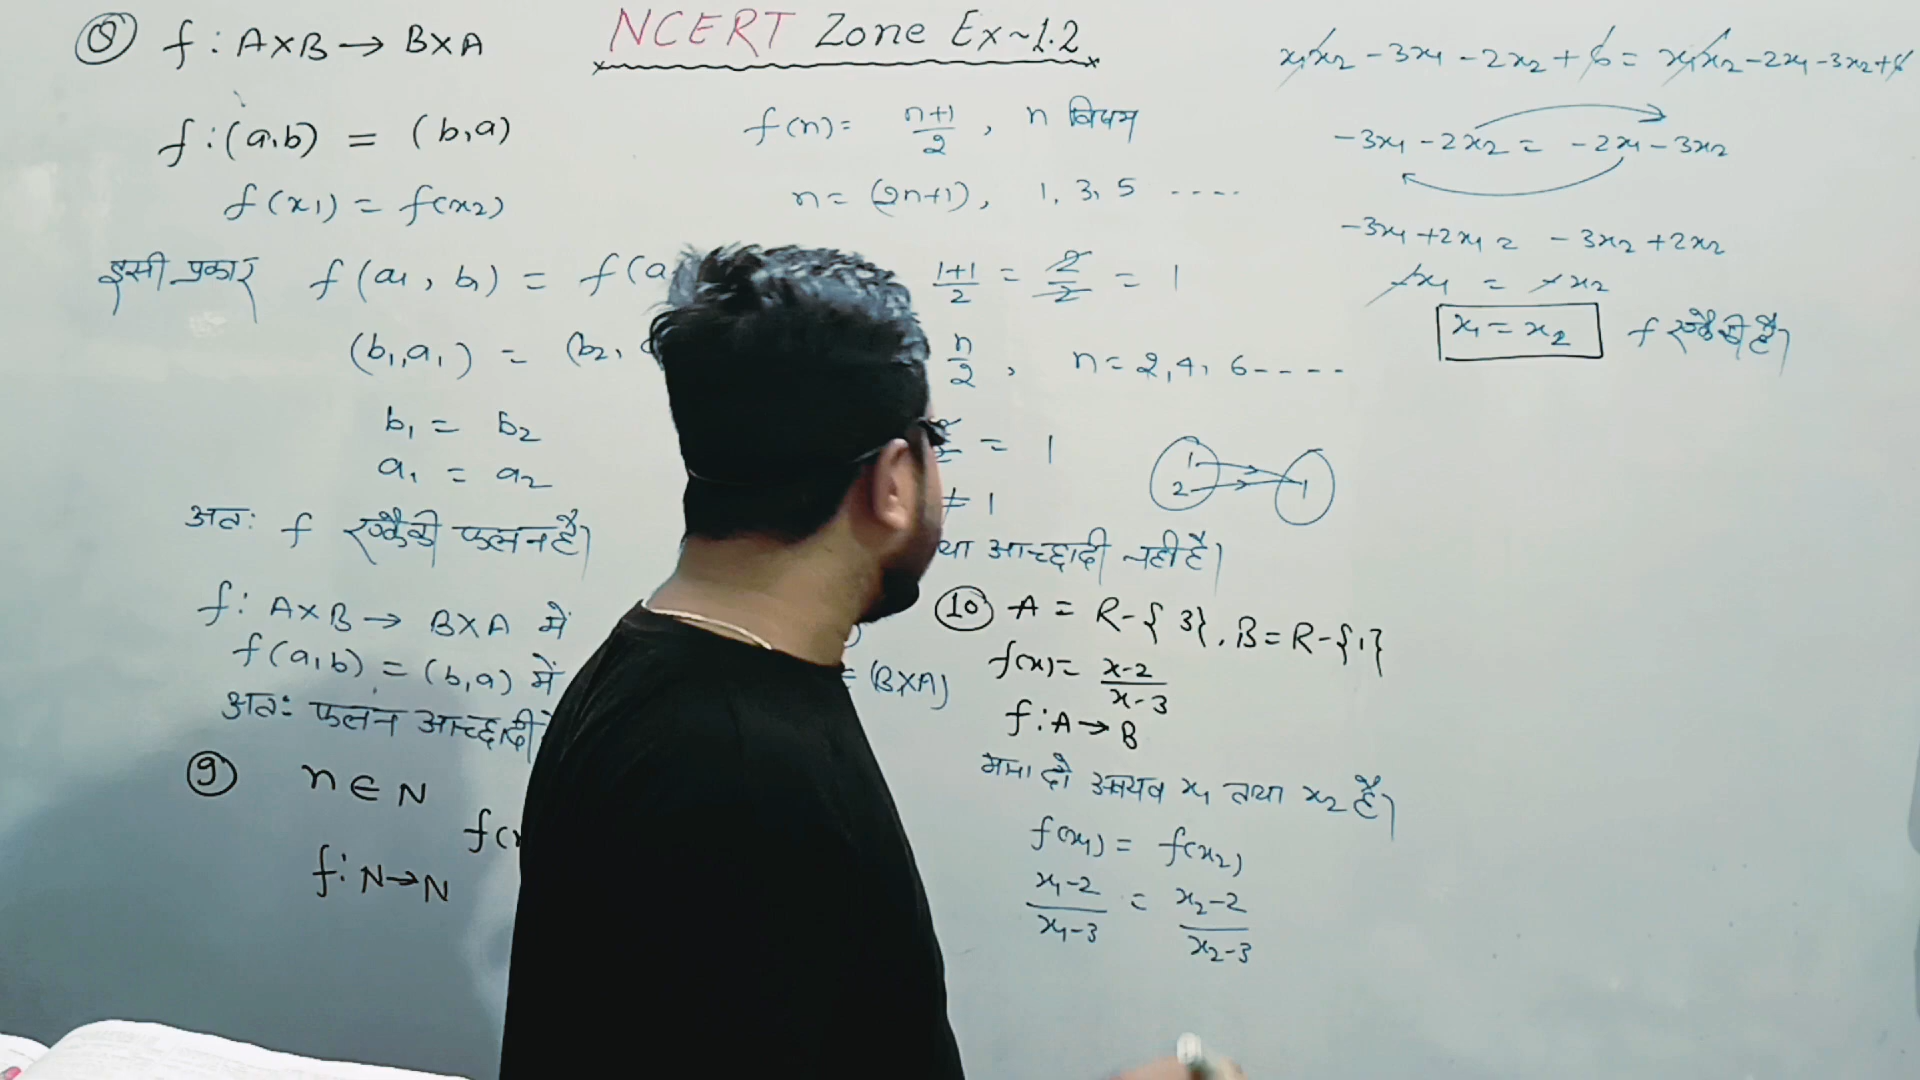 NCERT Zone Ex~1.2
⑧ f : A×B → B×A
f:(a,b) = (b,a)
f(x₁) = f(x₂)
इसी प्रकार f(a₁, b₁) = f(a
(b₁,a₁) = (b₂,
b₁ = b₂
a₁ = a₂
अतः f एकैकी फलन है।
f: A×B → B×A में
f(a,b) = (b,a) में
= (B×A)
अतः फलन आच्छादी
⑨ n ∈ N
f: N→N
f(n)= n+1/2 , n विषम
n= (2n+1), 1, 3, 5 ....
1+1/2 = 2/2 = 1
n/2 , n=2,4,6----
= 1
≠ 1
1
2
1
आच्छादी नही है।
⑩ A = R-{3}, B=R-{1}
f(x)= x-2/x-3
f:A→B
माना दो अवयव x₁ तथा x₂ है।
f(x₁) = f(x₂)
x₁-2/x₁-3 = x₂-2/x₂-3
x₁x₂ -3x₁ -2x₂ +6 = x₁x₂ -2x₁ -3x₂+6
-3x₁ -2x₂ = -2x₁ -3x₂
-3x₁+2x₁ = -3x₂+2x₂
-x₁ = -x₂
x₁ = x₂ f एकैकी है।